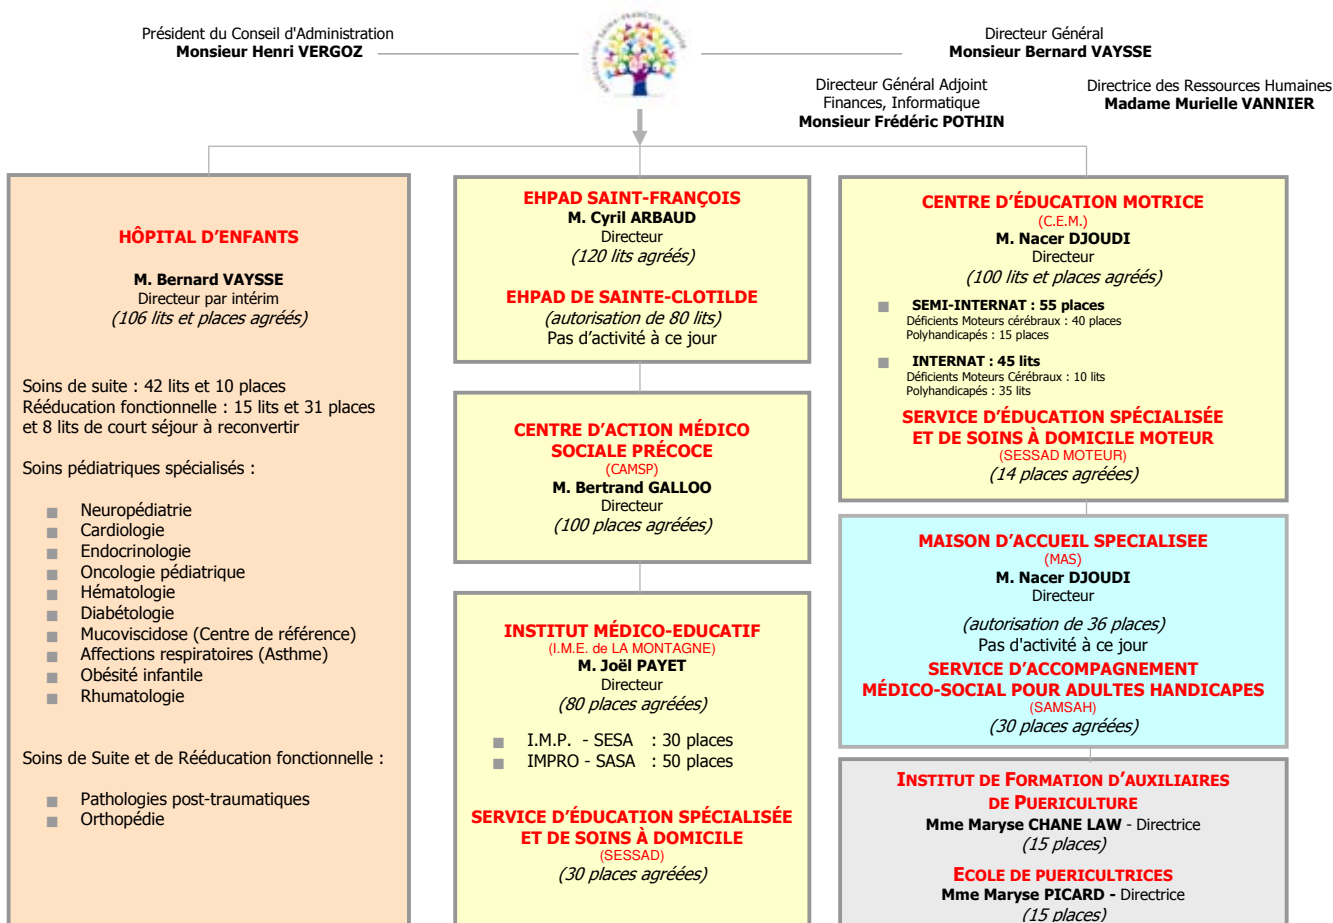 Président du Conseil d'Administration
Monsieur Henri VERGOZ
Directeur Général
Monsieur Bernard VAYSSE
Directeur Général Adjoint
Finances, Informatique
Monsieur Frédéric POTHIN
Directrice des Ressources Humaines
Madame Murielle VANNIER
HÔPITAL D'ENFANTS
M. Bernard VAYSSE
Directeur par intérim
(106 lits et places agréés)
Soins de suite : 42 lits et 10 places
Rééducation fonctionnelle : 15 lits et 31 places
et 8 lits de court séjour à reconvertir
Soins pédiatriques spécialisés :
Neuropédiatrie
Cardiologie
Endocrinologie
Oncologie pédiatrique
Hématologie
Diabétologie
Mucoviscidose (Centre de référence)
Affections respiratoires (Asthme)
Obésité infantile
Rhumatologie
Soins de Suite et de Rééducation fonctionnelle :
Pathologies post-traumatiques
Orthopédie
EHPAD SAINT-FRANÇOIS
M. Cyril ARBAUD
Directeur
(120 lits agréés)
EHPAD DE SAINTE-CLOTILDE
(autorisation de 80 lits)
Pas d'activité à ce jour
CENTRE D'ACTION MÉDICO
SOCIALE PRÉCOCE
(CAMSP)
M. Bertrand GALLOO
Directeur
(100 places agréées)
INSTITUT MÉDICO-EDUCATIF
(I.M.E. de LA MONTAGNE)
M. Joël PAYET
Directeur
(80 places agréées)
I.M.P. - SESA : 30 places
IMPRO - SASA : 50 places
SERVICE D'ÉDUCATION SPÉCIALISÉE
ET DE SOINS À DOMICILE
(SESSAD)
(30 places agréées)
CENTRE D'ÉDUCATION MOTRICE
(C.E.M.)
M. Nacer DJOUDI
Directeur
(100 lits et places agréés)
SEMI-INTERNAT : 55 places
Déficients Moteurs cérébraux : 40 places
Polyhandicapés : 15 places
INTERNAT : 45 lits
Déficients Moteurs Cérébraux : 10 lits
Polyhandicapés : 35 lits
SERVICE D'ÉDUCATION SPÉCIALISÉE
ET DE SOINS À DOMICILE MOTEUR
(SESSAD MOTEUR)
(14 places agréées)
MAISON D'ACCUEIL SPECIALISEE
(MAS)
M. Nacer DJOUDI
Directeur
(autorisation de 36 places)
Pas d'activité à ce jour
SERVICE D'ACCOMPAGNEMENT
MÉDICO-SOCIAL POUR ADULTES HANDICAPES
(SAMSAH)
(30 places agréées)
INSTITUT DE FORMATION D'AUXILIAIRES
DE PUERICULTURE
Mme Maryse CHANE LAW - Directrice
(15 places)
ECOLE DE PUERICULTRICES
Mme Maryse PICARD - Directrice
(15 places)